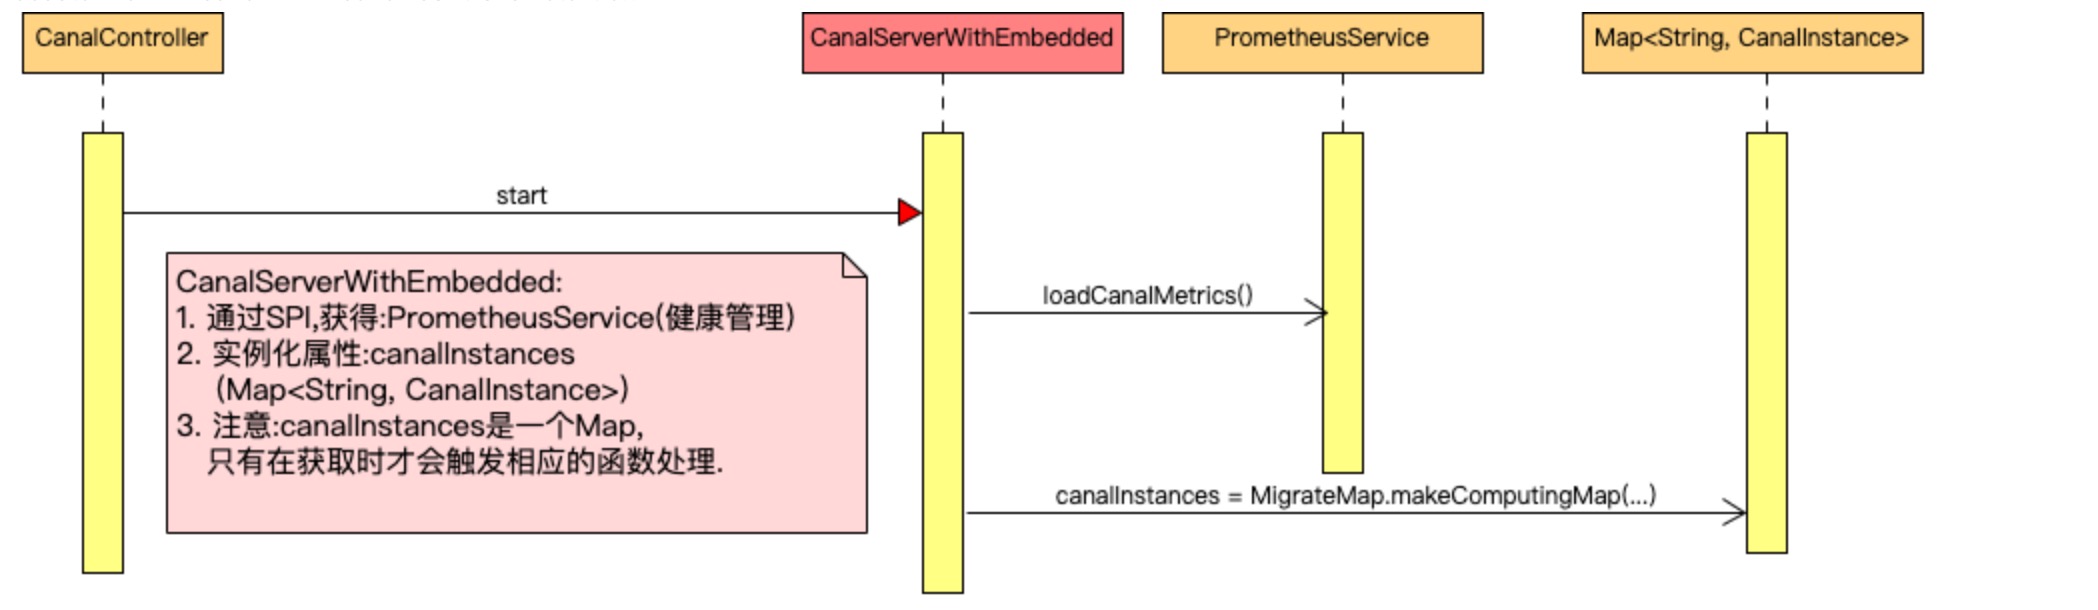 CanalController
CanalServerWithEmbedded
PrometheusService
Map<String, CanalInstance>
start
CanalServerWithEmbedded:
1. 通过SPI,获得:PrometheusService(健康管理)
2. 实例化属性:canalInstances
(Map<String, CanalInstance>)
3. 注意:canalInstances是一个Map,
只有在获取时才会触发相应的函数处理.
loadCanalMetrics()
canalInstances = MigrateMap.makeComputingMap(...)